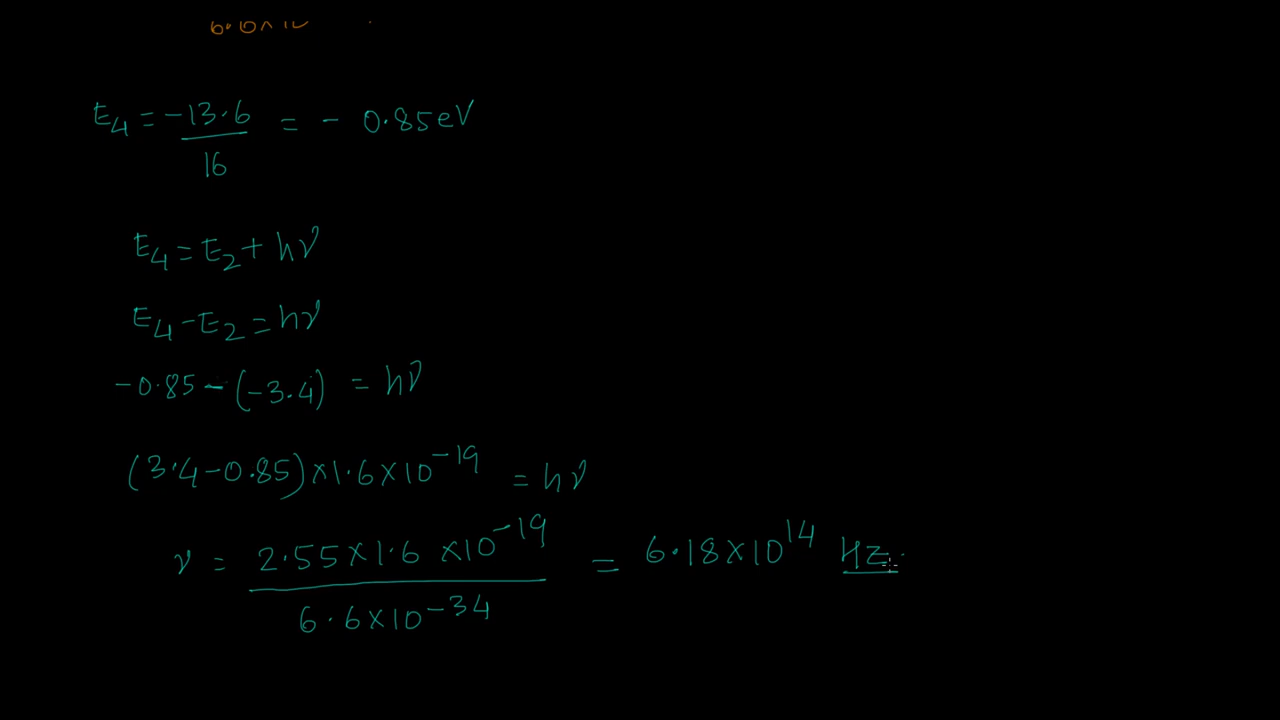 E₄ = -13.6/16 = - 0.85eV
E₄ = E₂ + hν
E₄ - E₂ = hν
-0.85 - (-3.4) = hν
(3.4-0.85)×1.6×10⁻¹⁹ = hν
ν = 2.55×1.6 ×10⁻¹⁹/6.6×10⁻³⁴ = 6.18×10¹⁴ Hz